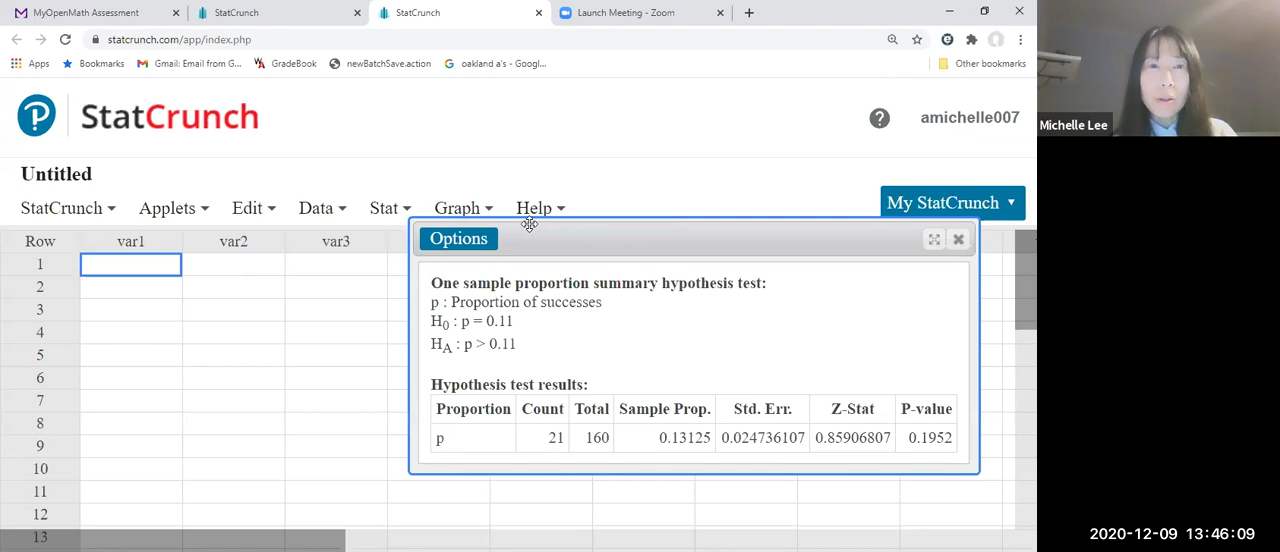 MyOpenMath Assessment
StatCrunch
StatCrunch
Launch Meeting - Zoom
statcrunch.com/app/index.php
Apps Bookmarks Gmail: Email from G... GradeBook newBatchSave.action oakland a's - Googl... Other bookmarks
StatCrunch
amichelle007
Michelle Lee
Untitled
StatCrunch Applets Edit Data Stat Graph Help My StatCrunch
Row var1 var2 var3
Options
1
2
3
4
5
6
7
8
9
10
11
12
13
One sample proportion summary hypothesis test:
p : Proportion of successes
H0 : p = 0.11
HA : p > 0.11
Hypothesis test results:
Proportion Count Total Sample Prop. Std. Err. Z-Stat P-value
p 21 160 0.13125 0.024736107 0.85906807 0.1952
2020-12-09 13:46:09